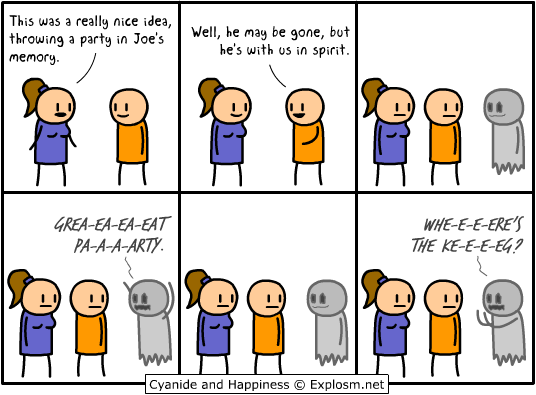 This was a really nice idea,
throwing a party in Joe's
memory.
Well, he may be gone, but
he's with us in spirit.
GREA-EA-EA-EAT
PA-A-A-ARTY.
WHE-E-E-ERE'S
THE KE-E-E-EG?
Cyanide and Happiness © Explosm.net